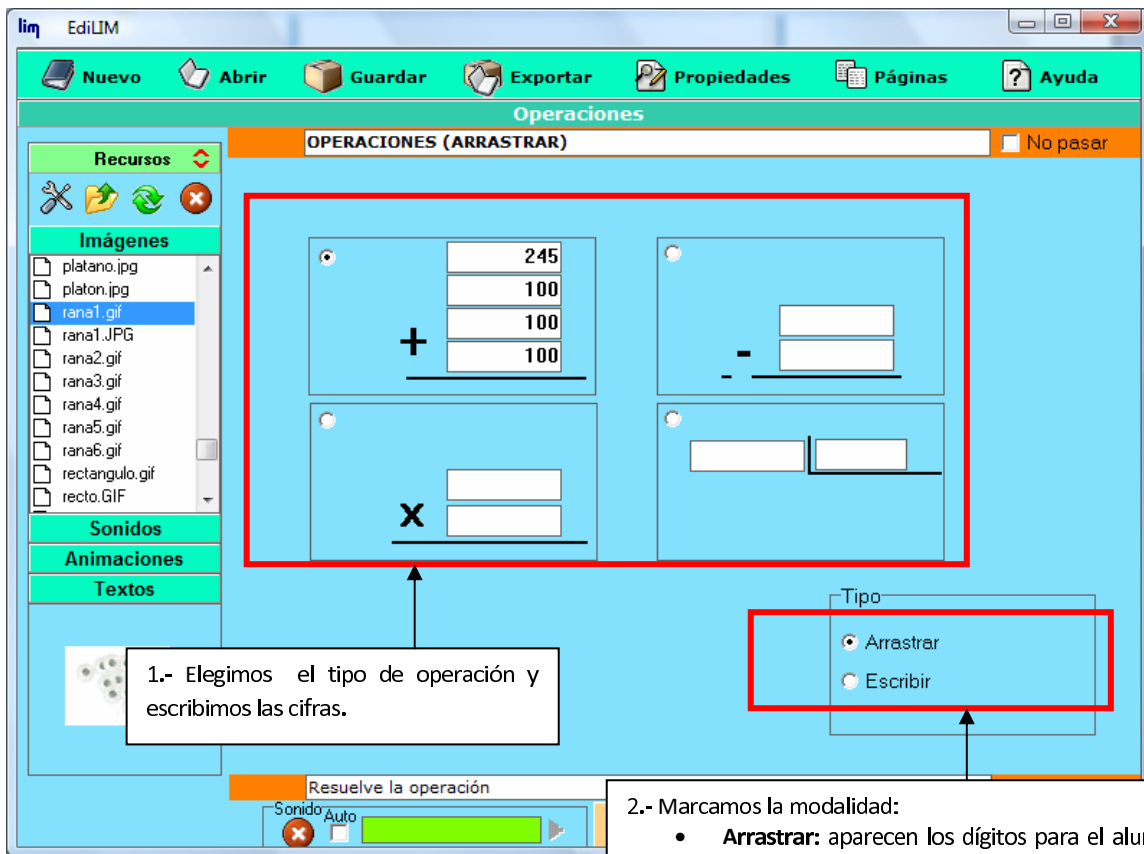 lim EdiLIM
Nuevo Abrir Guardar Exportar Propiedades Páginas Ayuda
Operaciones
OPERACIONES (ARRASTRAR)
No pasar
Recursos
Imágenes
platano.jpg
platon.jpg
rana1.gif
rana1.JPG
rana2.gif
rana3.gif
rana4.gif
rana5.gif
rana6.gif
rectangulo.gif
recto.GIF
Sonidos
Animaciones
Textos
245
100
100
+ 100
-
x
Tipo
Arrastrar
Escribir
1.- Elegimos el tipo de operación y
escribimos las cifras.
Resuelve la operación
Sonido Auto
2.- Marcamos la modalidad:
• Arrastrar: aparecen los dígitos para el